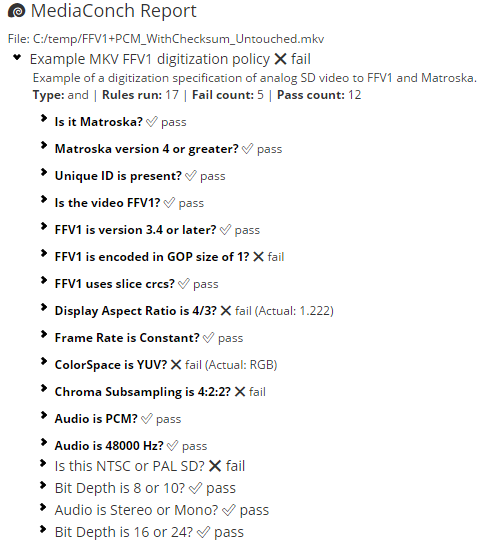 MediaConch Report
File: C:/temp/FFV1+PCM_WithChecksum_Untouched.mkv
Example MKV FFV1 digitization policy ✗ fail
Example of a digitization specification of analog SD video to FFV1 and Matroska.
Type: and | Rules run: 17 | Fail count: 5 | Pass count: 12
Is it Matroska? ✓ pass
Matroska version 4 or greater? ✓ pass
Unique ID is present? ✓ pass
Is the video FFV1? ✓ pass
FFV1 is version 3.4 or later? ✓ pass
FFV1 is encoded in GOP size of 1? ✗ fail
FFV1 uses slice crcs? ✓ pass
Display Aspect Ratio is 4/3? ✗ fail (Actual: 1.222)
Frame Rate is Constant? ✓ pass
ColorSpace is YUV? ✗ fail (Actual: RGB)
Chroma Subsampling is 4:2:2? ✗ fail
Audio is PCM? ✓ pass
Audio is 48000 Hz? ✓ pass
Is this NTSC or PAL SD? ✗ fail
Bit Depth is 8 or 10? ✓ pass
Audio is Stereo or Mono? ✓ pass
Bit Depth is 16 or 24? ✓ pass